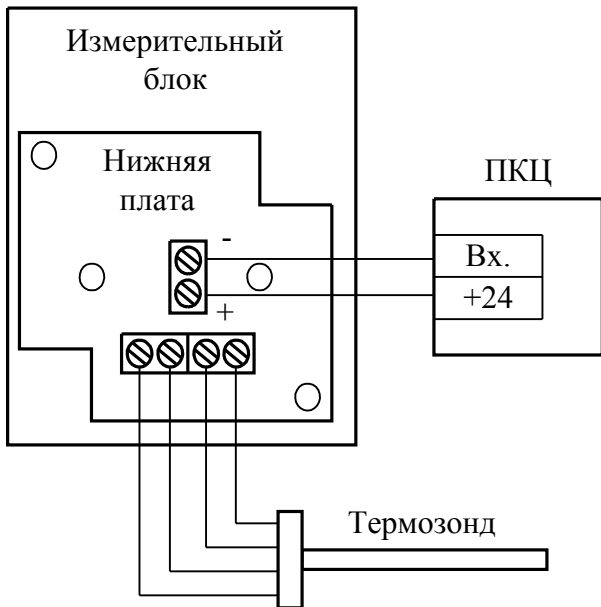 Измерительный
блок
Нижняя
плата
ПКЦ
-
Вх.
+24
+
Термозонд